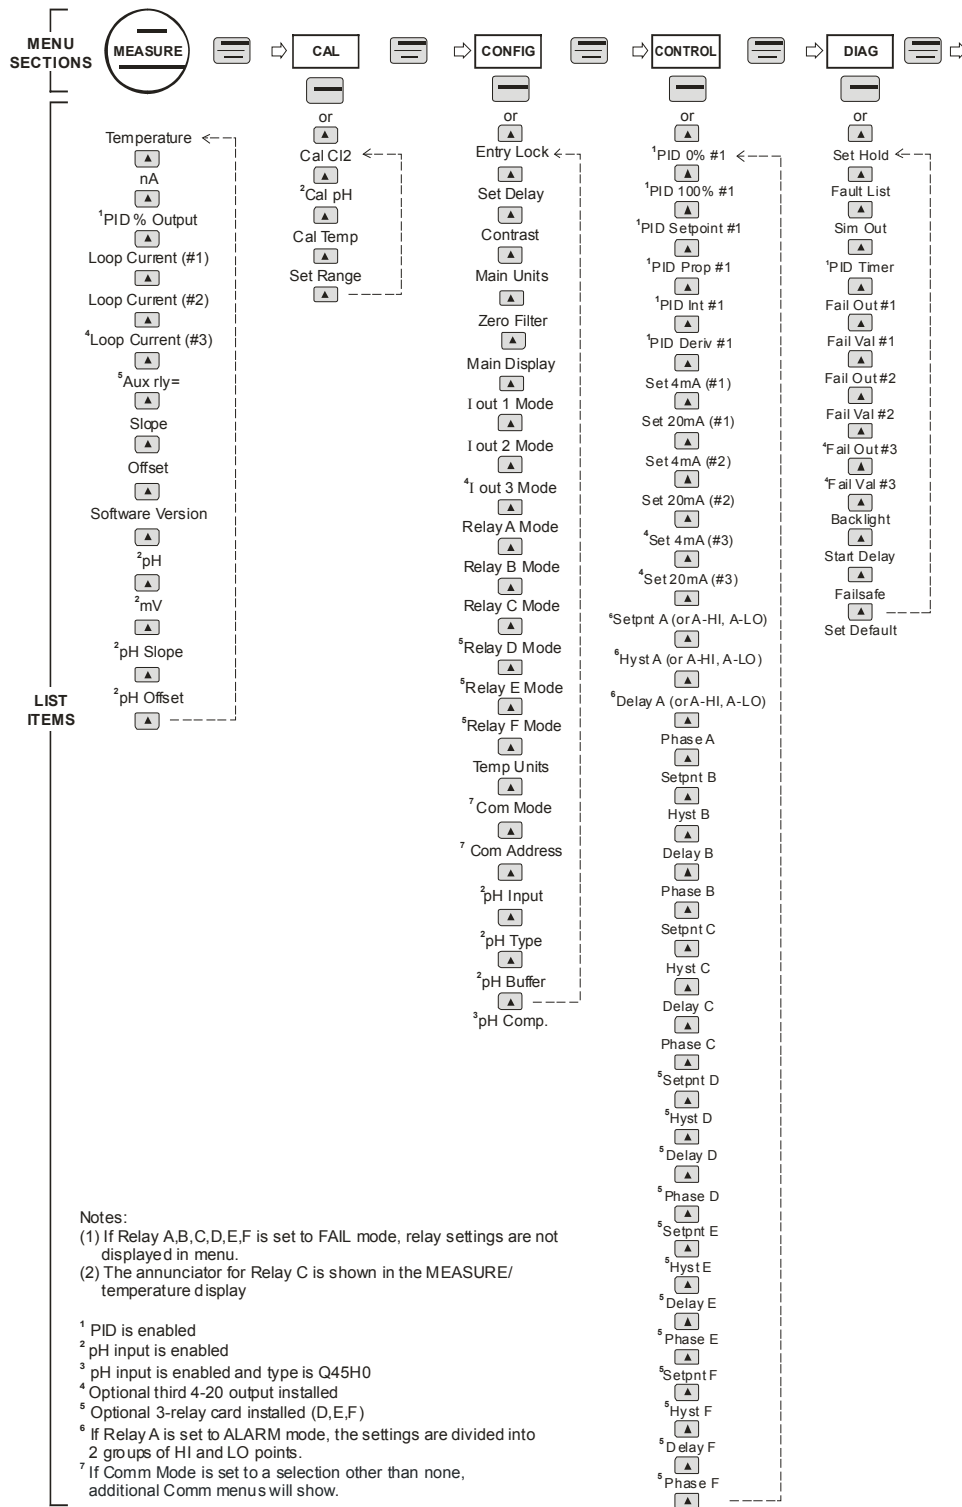 MENU
SECTIONS
MEASURE
CAL
CONFIG
CONTROL
DIAG
LIST
ITEMS
Temperature
nA
¹PID % Output
Loop Current (#1)
Loop Current (#2)
⁴Loop Current (#3)
⁵Aux rly=
Slope
Offset
Software Version
²pH
²mV
²pH Slope
²pH Offset
or
Cal Cl2
²Cal pH
Cal Temp
Set Range
or
Entry Lock
Set Delay
Contrast
Main Units
Zero Filter
Main Display
I out 1 Mode
I out 2 Mode
⁴I out 3 Mode
Relay A Mode
Relay B Mode
Relay C Mode
⁵Relay D Mode
⁵Relay E Mode
⁵Relay F Mode
Temp Units
⁷Com Mode
⁷ Com Address
²pH Input
²pH Type
²pH Buffer
³pH Comp.
or
¹PID 0% #1
¹PID 100% #1
¹PID Setpoint #1
¹PID Prop #1
¹PID Int #1
¹PID Deriv #1
Set 4mA (#1)
Set 20mA (#1)
Set 4mA (#2)
Set 20mA (#2)
⁴Set 4mA (#3)
⁴Set 20mA (#3)
⁶Setpnt A (or A-HI, A-LO)
⁶Hyst A (or A-HI, A-LO)
⁶Delay A (or A-HI, A-LO)
Phase A
Setpnt B
Hyst B
Delay B
Phase B
Setpnt C
Hyst C
Delay C
Phase C
⁵Setpnt D
⁵Hyst D
⁵Delay D
⁵Phase D
⁵Setpnt E
⁵Hyst E
⁵Delay E
⁵Phase E
⁵Setpnt F
⁵Hyst F
⁵Delay F
⁵Phase F
or
Set Hold
Fault List
Sim Out
¹PID Timer
Fail Out #1
Fail Val #1
Fail Out #2
Fail Val #2
⁴Fail Out #3
⁴Fail Val #3
Backlight
Start Delay
Failsafe
Set Default
Notes:
(1) If Relay A,B,C,D,E,F is set to FAIL mode, relay settings are not
displayed in menu.
(2) The annunciator for Relay C is shown in the MEASURE/
temperature display
¹ PID is enabled
² pH input is enabled
³ pH input is enabled and type is Q45H0
⁴ Optional third 4-20 output installed
⁵ Optional 3-relay card installed (D,E,F)
⁶ If Relay A is set to ALARM mode, the settings are divided into
2 groups of HI and LO points.
⁷ If Comm Mode is set to a selection other than none,
additional Comm menus will show.